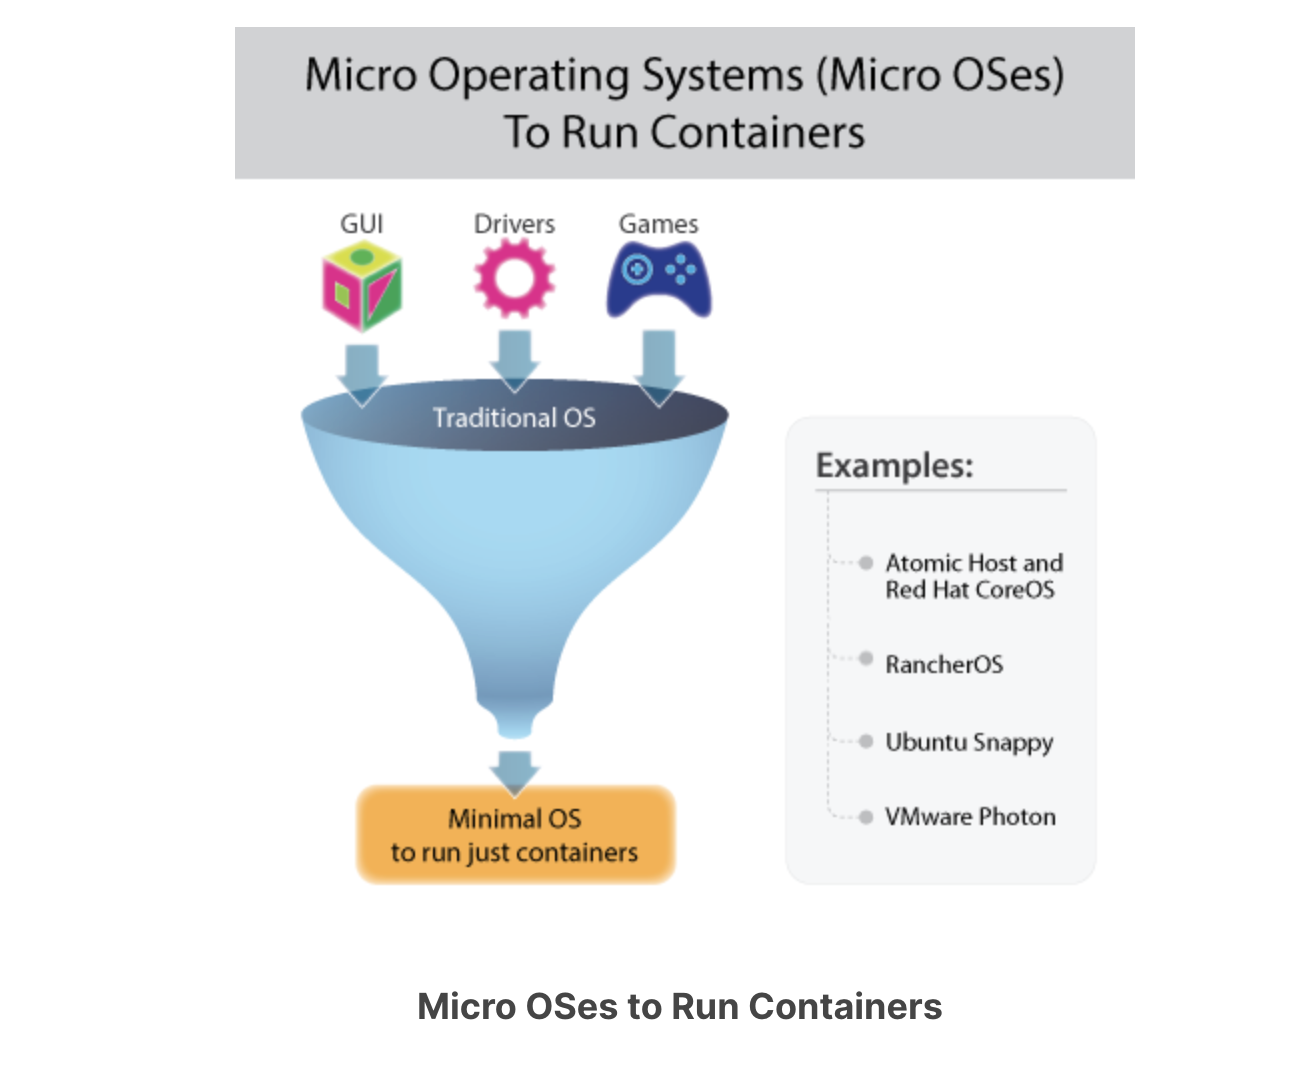 Micro Operating Systems (Micro OSes)
To Run Containers
GUI
Drivers
Games
Traditional OS
Minimal OS
to run just containers
Examples:
Atomic Host and
Red Hat CoreOS
RancherOS
Ubuntu Snappy
VMware Photon
Micro OSes to Run Containers